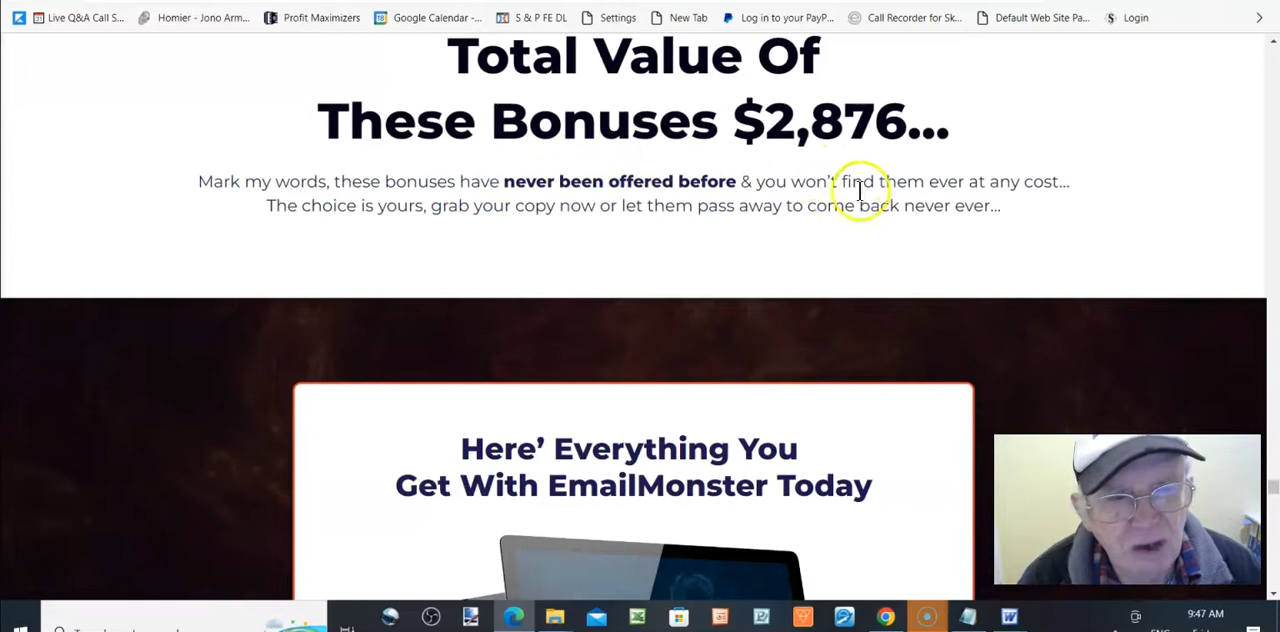 Live Q&A Call S...
Homier - Jono Arm...
Profit Maximizers
Google Calendar -...
S & P FE DL
Settings
New Tab
Log in to your PayP...
Call Recorder for Sk...
Default Web Site Pa...
Login
Total Value Of
These Bonuses $2,876...
Mark my words, these bonuses have never been offered before & you won't find them ever at any cost...
The choice is yours, grab your copy now or let them pass away to come back never ever...
Here' Everything You
Get With EmailMonster Today
9:47 AM